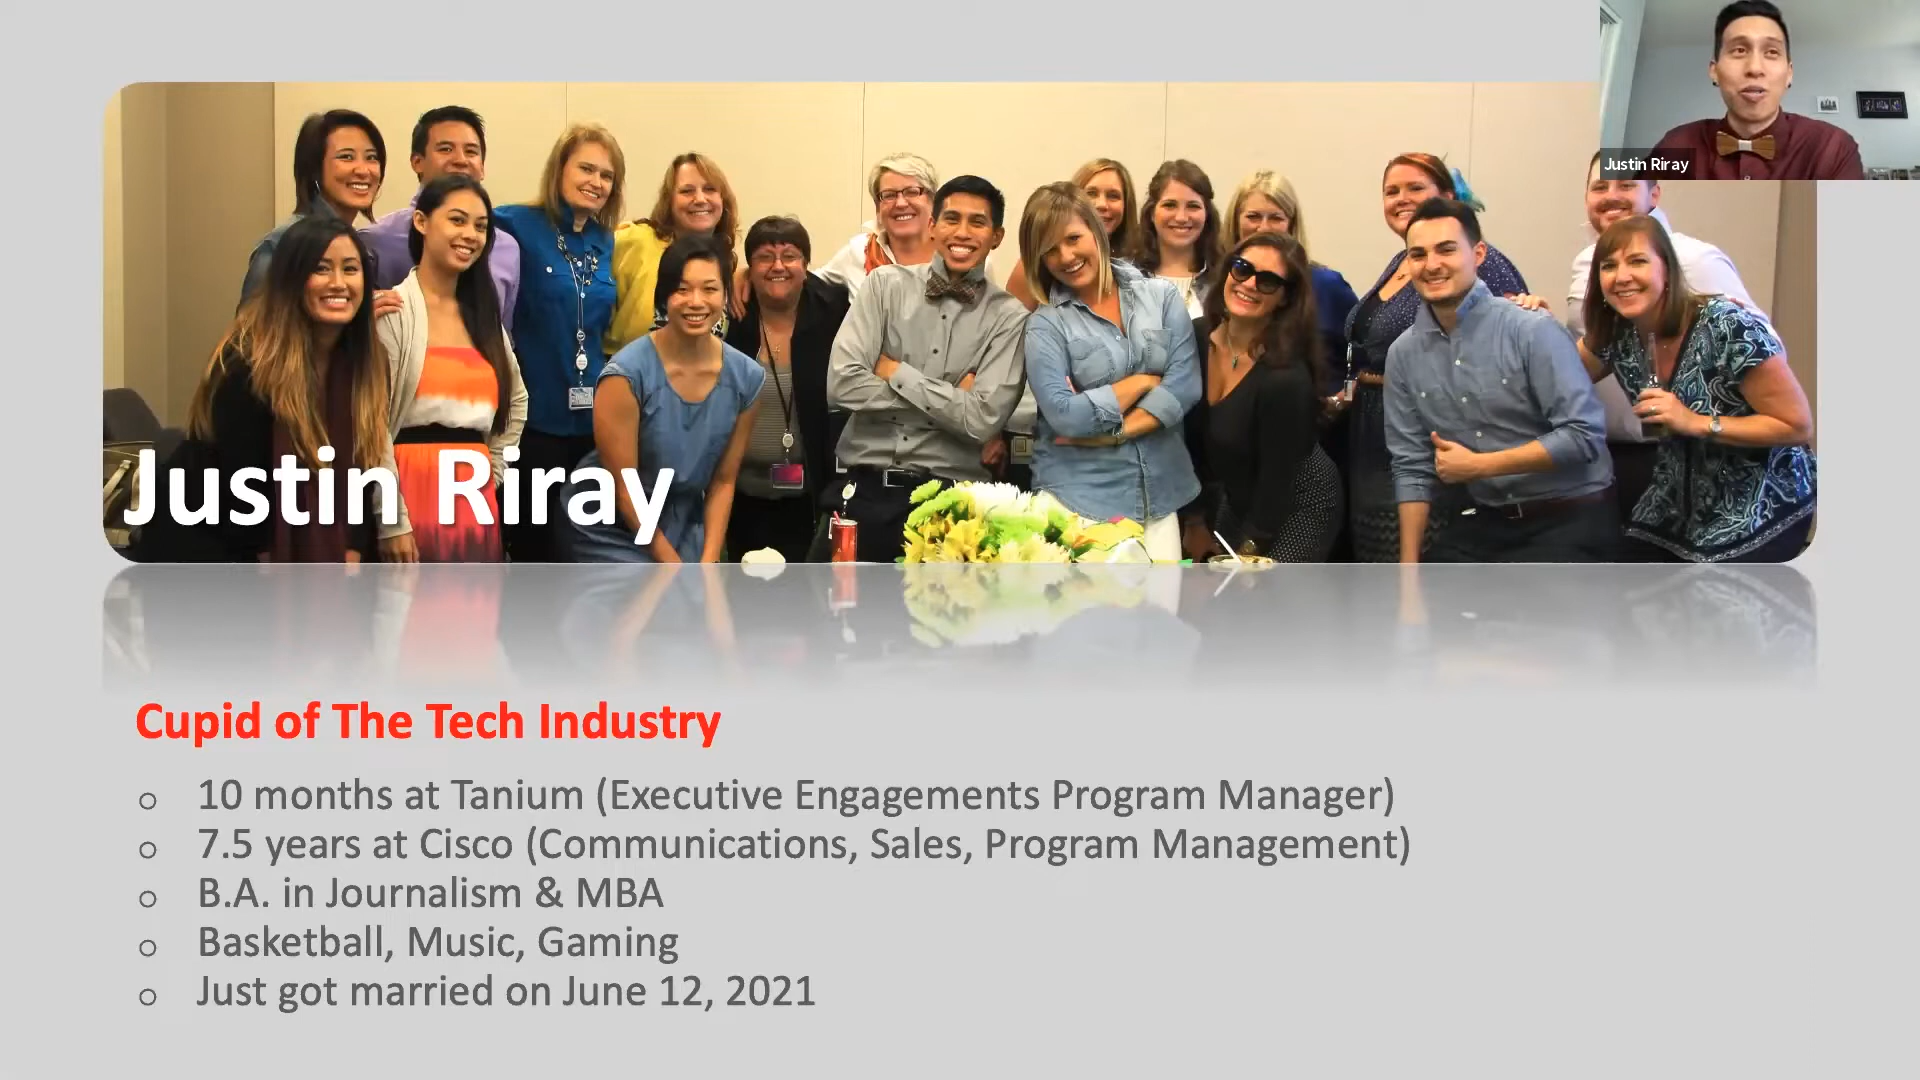 Justin Riray
Justin Riray
Cupid of The Tech Industry
10 months at Tanium (Executive Engagements Program Manager)
7.5 years at Cisco (Communications, Sales, Program Management)
B.A. in Journalism & MBA
Basketball, Music, Gaming
Just got married on June 12, 2021